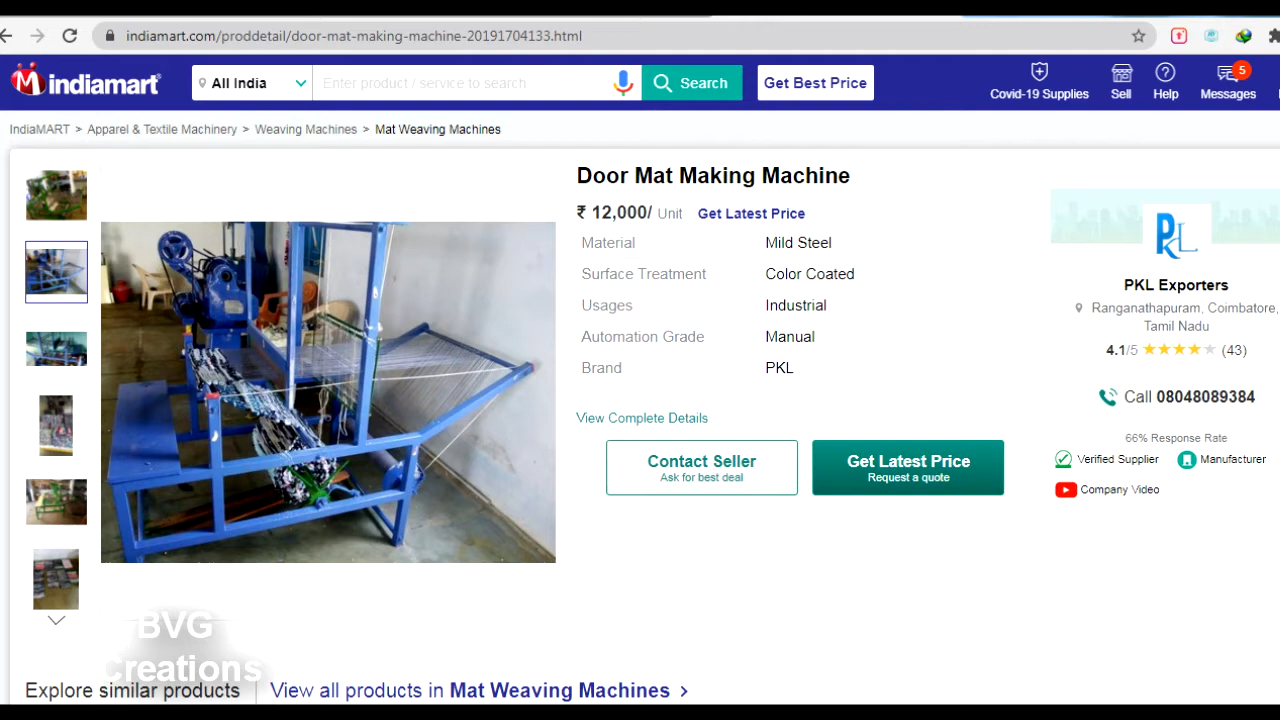 indiamart.com/proddetail/door-mat-making-machine-20191704133.html
indiamart
All India
Enter product / service to search
Search
Get Best Price
Covid-19 Supplies
Sell
Help
5
Messages
IndiaMART > Apparel & Textile Machinery > Weaving Machines > Mat Weaving Machines
Door Mat Making Machine
₹ 12,000/ Unit Get Latest Price
Material Mild Steel
Surface Treatment Color Coated
Usages Industrial
Automation Grade Manual
Brand PKL
View Complete Details
Contact Seller
Ask for best deal
Get Latest Price
Request a quote
PKL
PKL Exporters
Ranganathapuram, Coimbatore,
Tamil Nadu
4.1/5 ★★★★★ (43)
Call 08048089384
66% Response Rate
Verified Supplier
Manufacturer
Company Video
BVG
Creations
Explore similar products
View all products in Mat Weaving Machines >